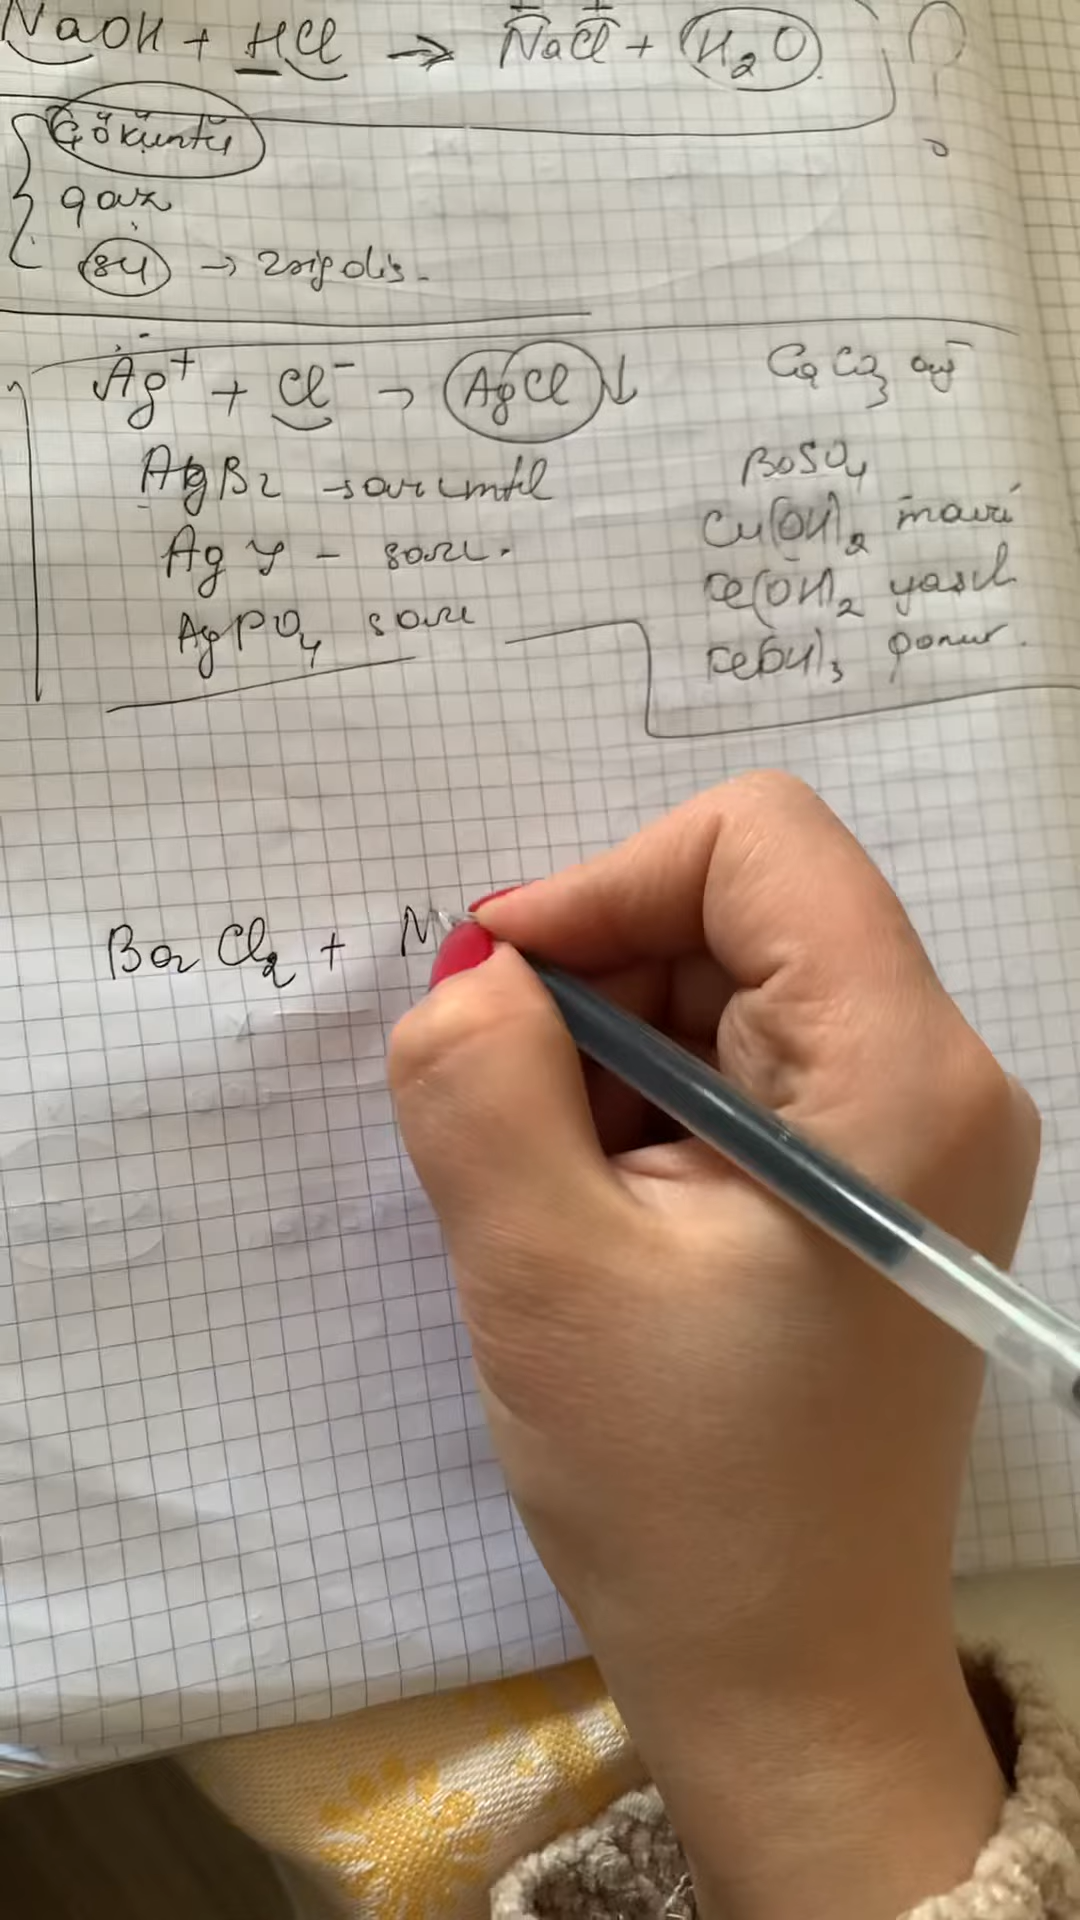 NaOH + HCl → NaCl + H₂O
Çöküntü
qaz
su → zəif dis.
Ag⁺ + Cl⁻ → AgCl↓
AgBr → sarımtıl
AgI - sarı.
AgPO₄ sarı
CaCO₃ ağ
BaSO₄
Cu(OH)₂ mavi
Fe(OH)₂ yaşıl
Fe(OH)₃ qonur.
BaCl₂ + N